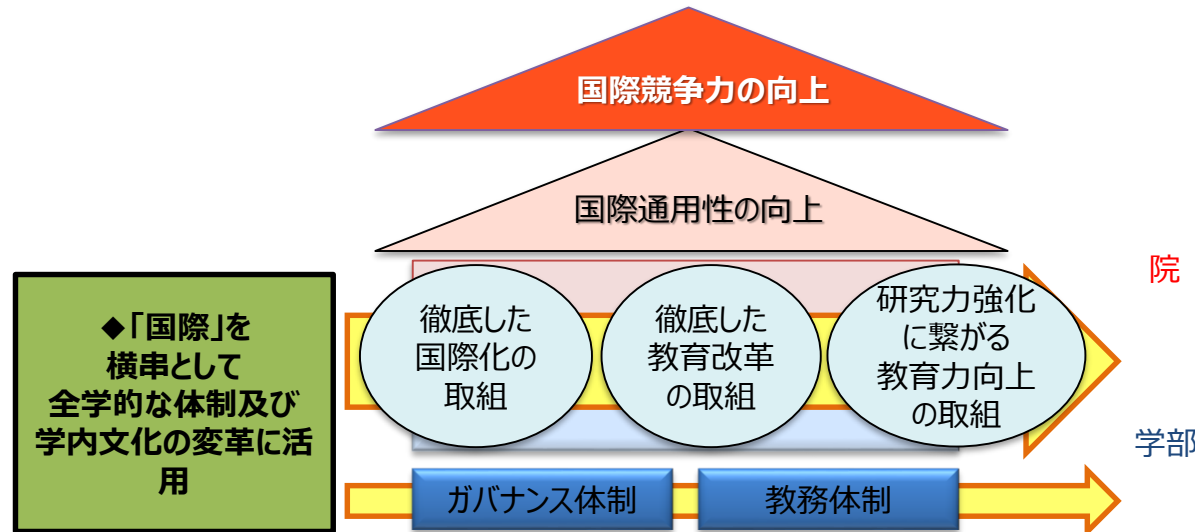 国際競争力の向上
国際通用性の向上
院
◆「国際」を
横串として
全学的な体制及び
学内文化の変革に活
用
徹底した
国際化の
取組
徹底した
教育改革
の取組
研究力強化
に繋がる
教育力向上
の取組
学部
ガバナンス体制
教務体制